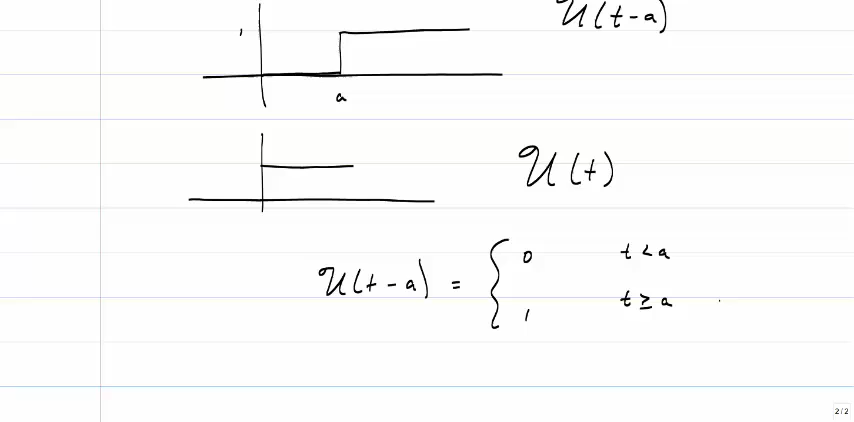 1 𝒰(t-a)
a
𝒰(t)
𝒰(t-a) = { 0 t < a
1 t ≥ a
2 / 2